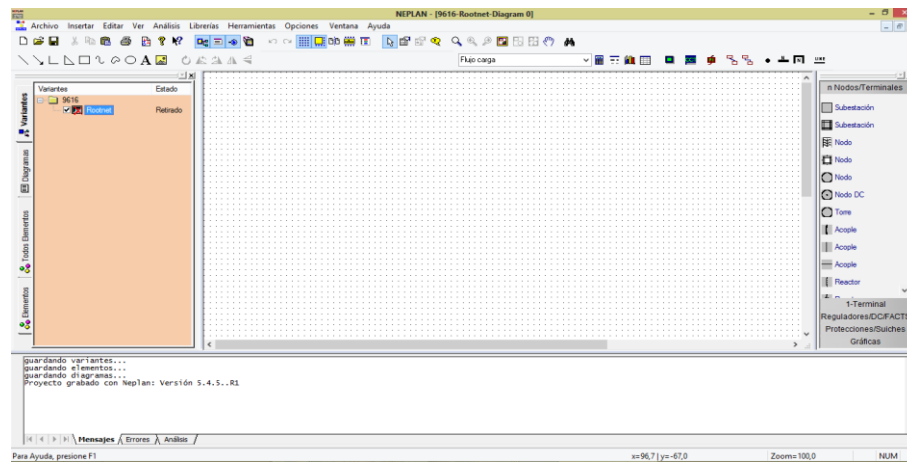 NEPLAN - [9616-Rootnet-Diagram 0]
Archivo Insertar Editar Ver Análisis Librerías Herramientas Opciones Ventana Ayuda
Flujo carga
Variantes Estado
9616
Rootnet Retirado
Variantes
Diagramas
Todos Elementos
Elementos
n Nodos/Terminales
Subestación
Subestación
Nodo
Nodo
Nodo
Nodo DC
Torre
Acople
Acople
Acople
Reactor
1-Terminal
Reguladores/DC/FACTS
Protecciones/Suiches
Gráficas
guardando variantes...
guardando elementos...
guardando diagramas...
Proyecto grabado con Neplan: Versión 5.4.5..R1
Mensajes Errores Análisis
Para Ayuda, presione F1 x=96,7 | y=-67,0 Zoom=100,0 NUM